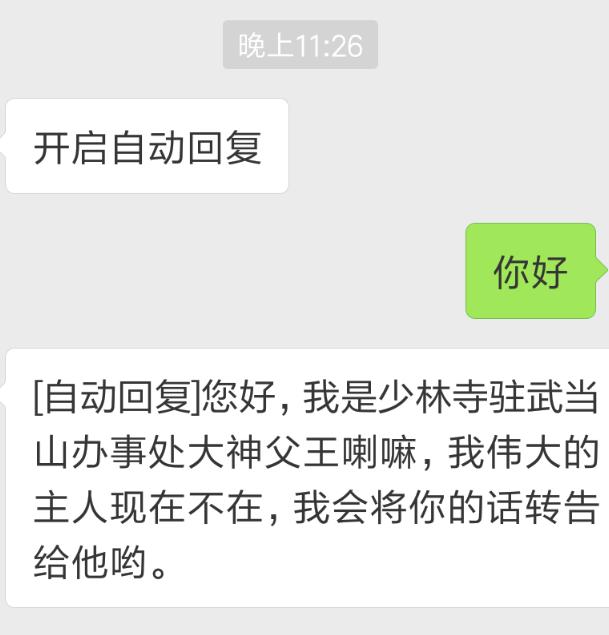 晚上11:26
开启自动回复
你好
[自动回复]您好，我是少林寺驻武当
山办事处大神父王喇嘛，我伟大的
主人现在不在，我会将你的话转告
给他哟。